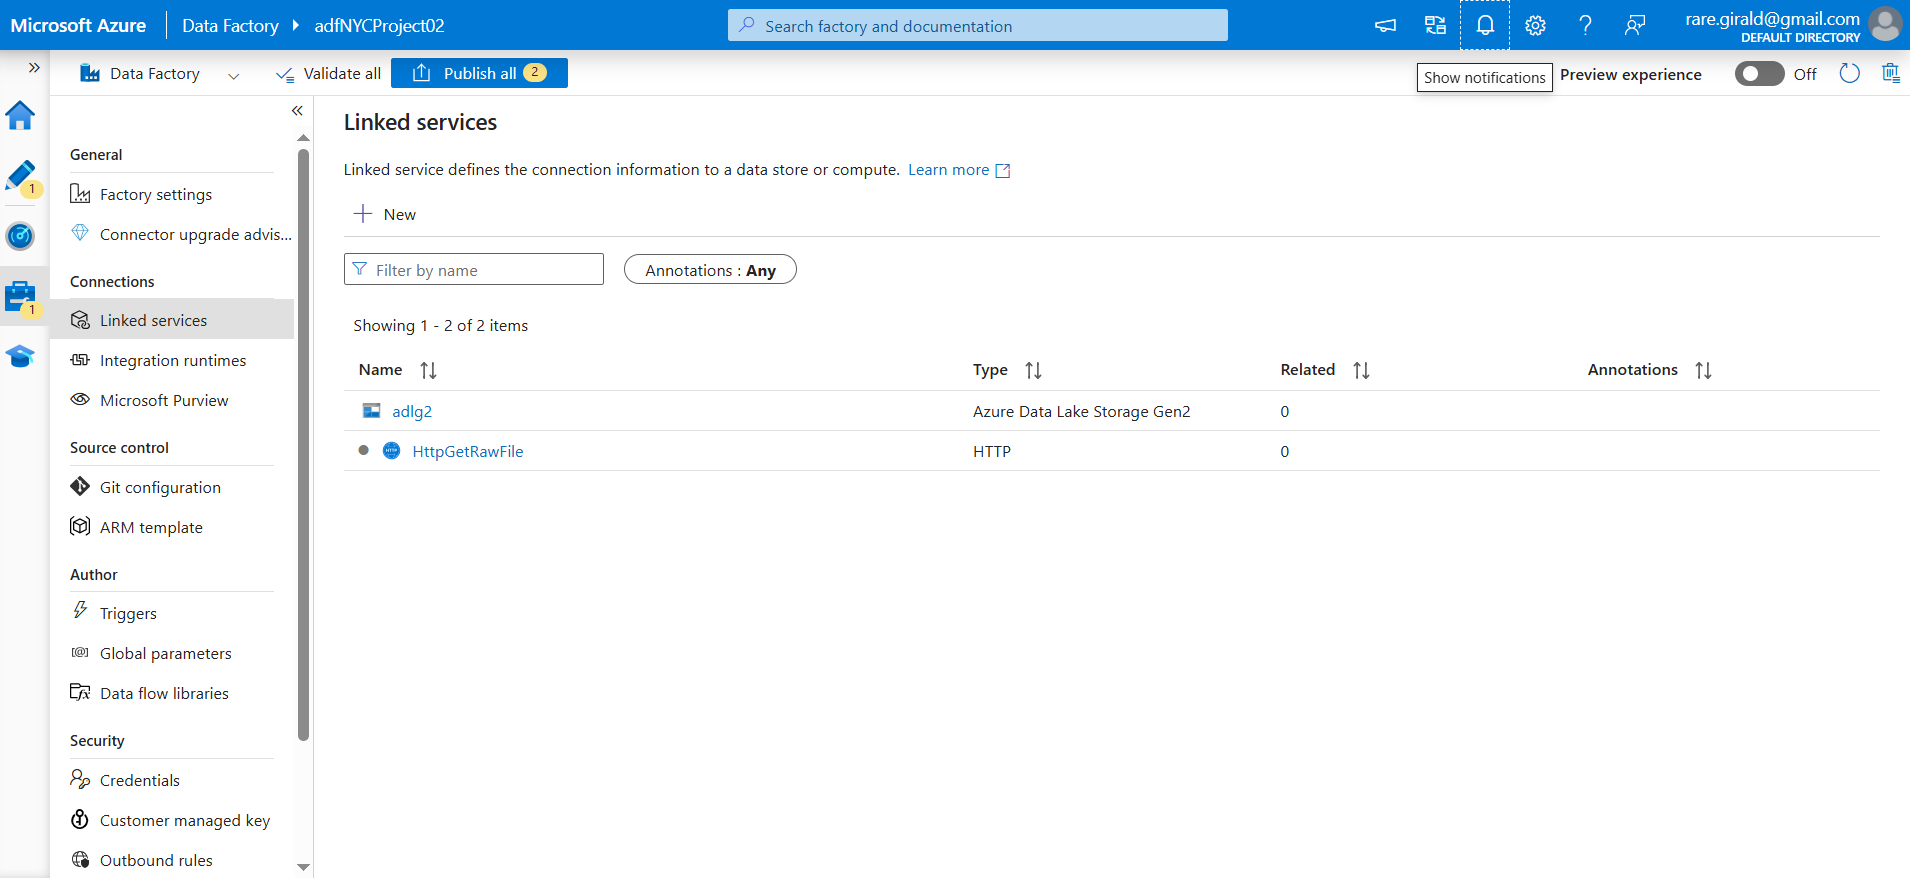 Microsoft Azure
Data Factory
adfNYCProject02
Search factory and documentation
rare.girald@gmail.com
DEFAULT DIRECTORY
Data Factory
Validate all
Publish all 2
Show notifications
Preview experience
Off
1
1
General
Factory settings
Connector upgrade advis...
Connections
Linked services
Integration runtimes
Microsoft Purview
Source control
Git configuration
ARM template
Author
Triggers
Global parameters
Data flow libraries
Security
Credentials
Customer managed key
Outbound rules
Linked services
Linked service defines the connection information to a data store or compute. Learn more
New
Filter by name
Annotations : Any
Showing 1 - 2 of 2 items
Name Type Related Annotations
adlg2 Azure Data Lake Storage Gen2 0
HTTP HttpGetRawFile HTTP 0